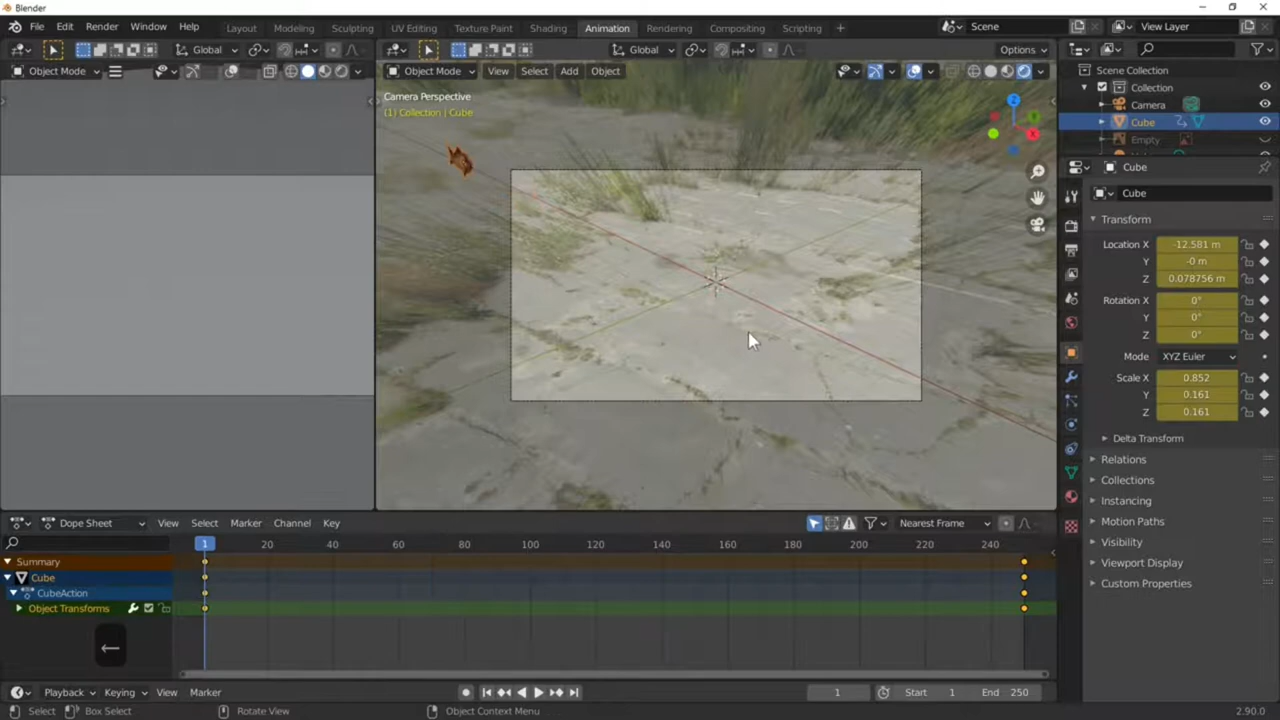 Blender
File Edit Render Window Help Layout Modeling Sculpting UV Editing Texture Paint Shading Animation Rendering Compositing Scripting + Scene View Layer
Global Global Options
Object Mode Object Mode View Select Add Object
Camera Perspective
(1) Collection | Cube
Scene Collection
Collection
Camera
Cube
Empty
Cube
Cube
Transform
Location X -12.581 m
Y -0 m
Z 0.078756 m
Rotation X 0°
Y 0°
Z 0°
Mode XYZ Euler
Scale X 0.852
Y 0.161
Z 0.161
Delta Transform
Relations
Collections
Instancing
Motion Paths
Visibility
Viewport Display
Custom Properties
Dope Sheet View Select Marker Channel Key Nearest Frame
1 20 40 60 80 100 120 140 160 180 200 220 240
Summary
Cube
CubeAction
Object Transforms
←
Playback Keying View Marker 1 Start 1 End 250
Select Box Select Rotate View Object Context Menu 2.90.0